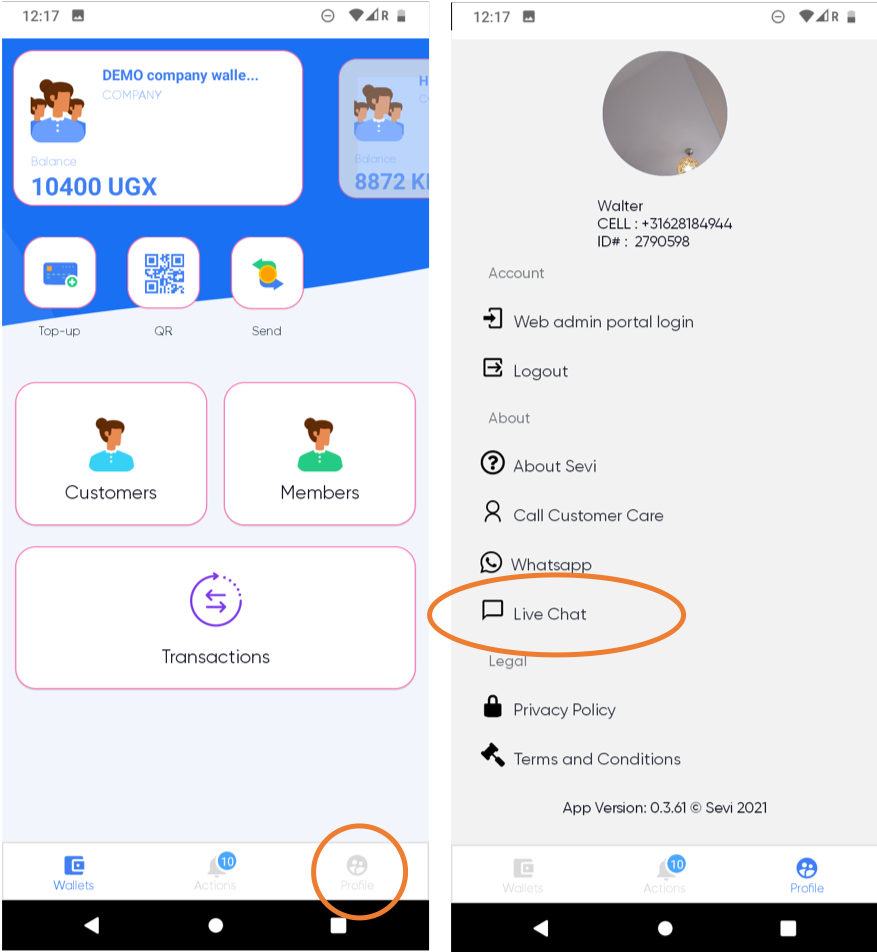 12:17
R
DEMO company walle...
COMPANY
Balance
10400 UGX
Balance
8872
Top-up
QR
Send
Customers
Members
Transactions
10
Wallets
Actions
Profile
12:17
R
Walter
CELL : +31628184944
ID# : 2790598
Account
Web admin portal login
Logout
About
About Sevi
Call Customer Care
Whatsapp
Live Chat
Legal
Privacy Policy
Terms and Conditions
App Version: 0.3.61 © Sevi 2021
10
Wallets
Actions
Profile